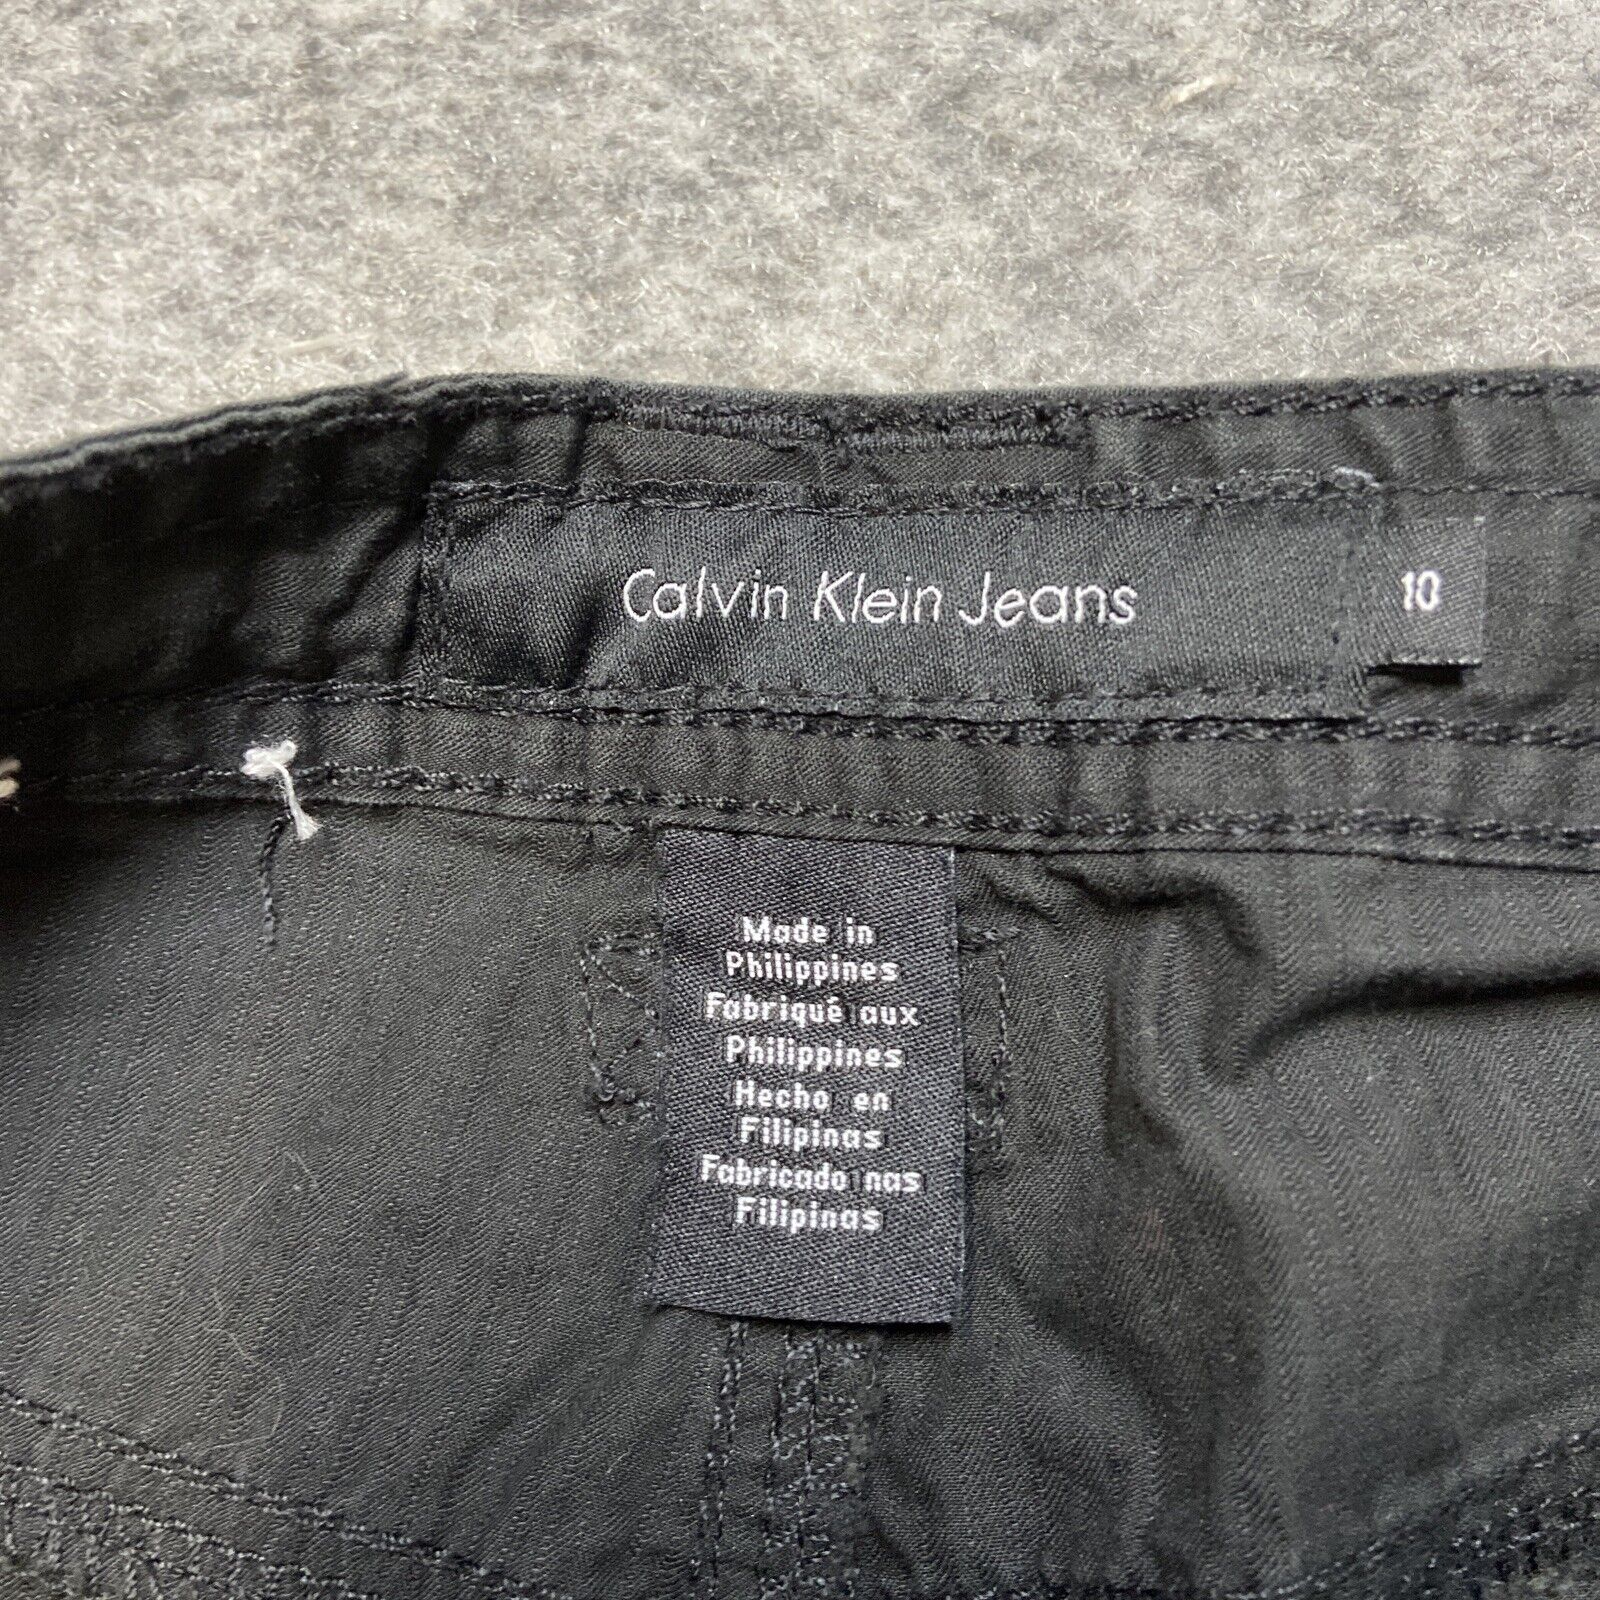 Calvin Klein Jeans
10
Made in
Philippines
Fabriqué aux
Philippines
Hecho en
Filipinas
Fabricado nas
Filipinas